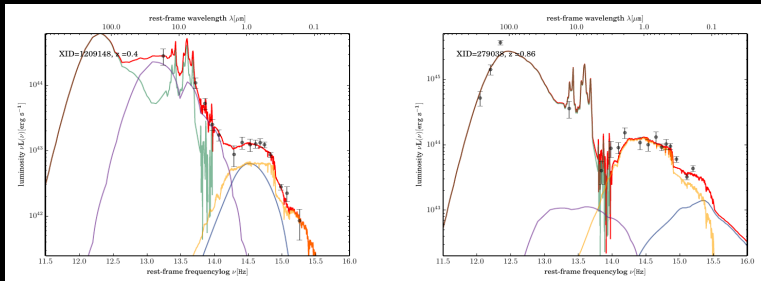 rest-frame wavelength λ[μm]
100.0 10.0 1.0 0.1
XID=1209148, z=0.4
10^44
10^43
10^42
luminosity νL(ν)[erg s^-1]
11.5 12.0 12.5 13.0 13.5 14.0 14.5 15.0 15.5 16.0
rest-frame frequencylog ν[Hz]
rest-frame wavelength λ[μm]
100.0 10.0 1.0 0.1
XID=279038, z=0.86
10^45
10^44
10^43
luminosity νL(ν)[erg s^-1]
11.5 12.0 12.5 13.0 13.5 14.0 14.5 15.0 15.5 16.0
rest-frame frequencylog ν[Hz]